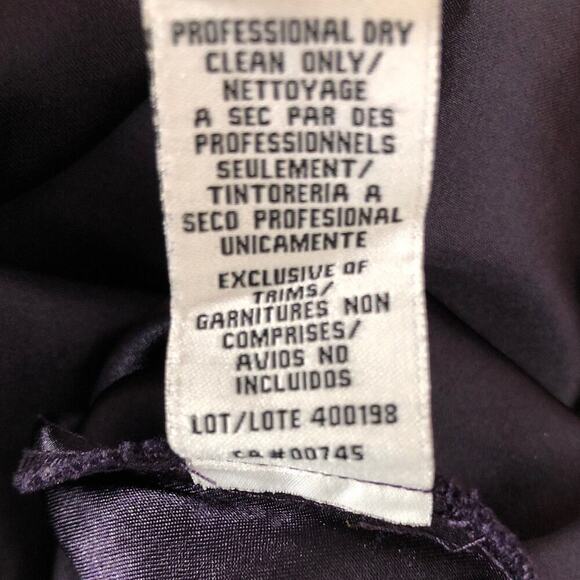 PROFESSIONAL DRY
CLEAN ONLY/
NETTOYAGE
A SEC PAR DES
PROFESSIONNELS
SEULEMENT/
TINTORERIA A
SECO PROFESIONAL
UNICAMENTE
EXCLUSIVE OF
TRIMS/
GARNITURES NON
COMPRISES/
AVIOS NO
INCLUIDOS
LOT/LOTE 400198
#00745